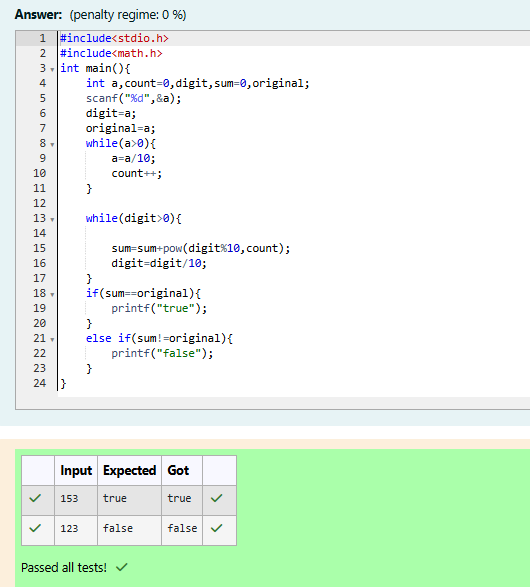 Answer: (penalty regime: 0 %)
1 #include<stdio.h>
2 #include<math.h>
3 int main(){
4     int a,count=0,digit,sum=0,original;
5     scanf("%d",&a);
6     digit=a;
7     original=a;
8     while(a>0){
9         a=a/10;
10         count++;
11     }
12
13     while(digit>0){
14
15         sum=sum+pow(digit%10,count);
16         digit=digit/10;
17     }
18     if(sum==original){
19         printf("true");
20     }
21     else if(sum!=original){
22         printf("false");
23     }
24 }
Input Expected Got
✓ 153 true true ✓
✓ 123 false false ✓
Passed all tests! ✓